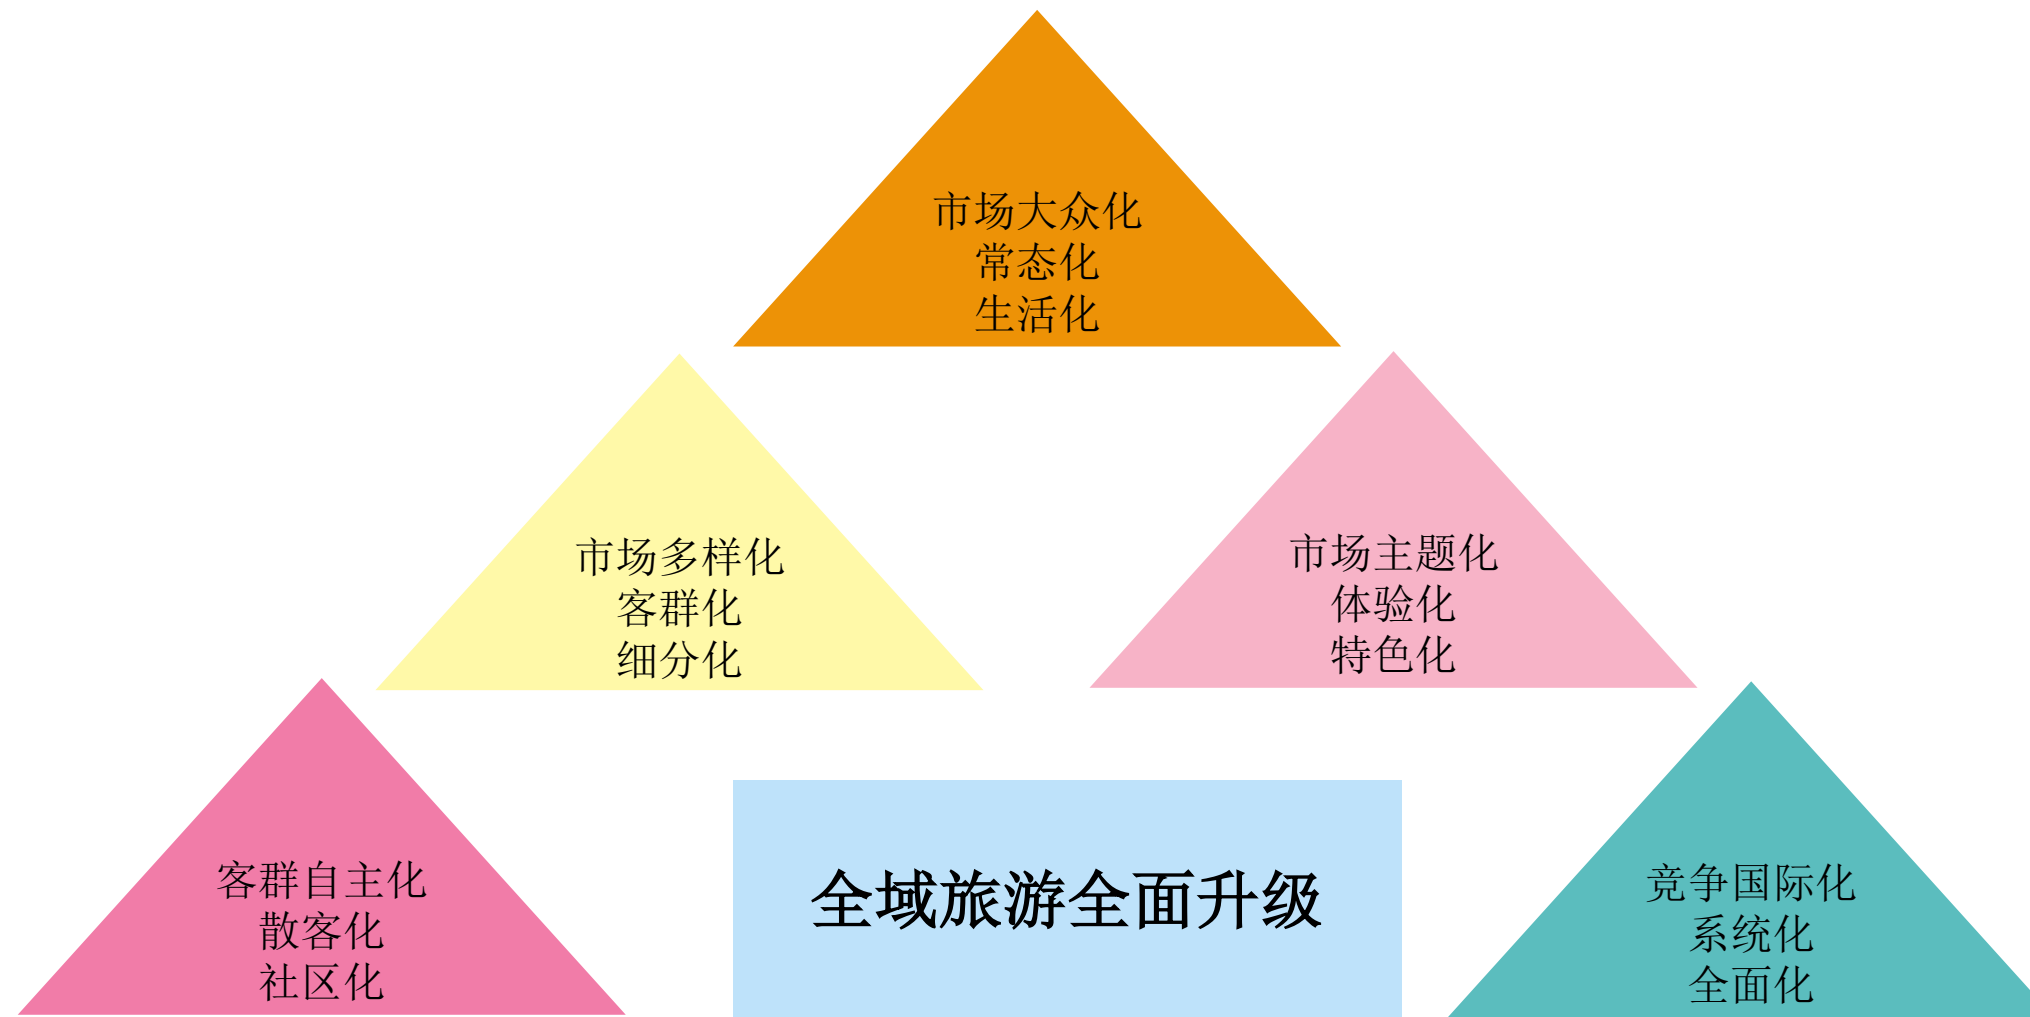 市场大众化
常态化
生活化
市场多样化
客群化
细分化
市场主题化
体验化
特色化
客群自主化
散客化
社区化
全域旅游全面升级
竞争国际化
系统化
全面化